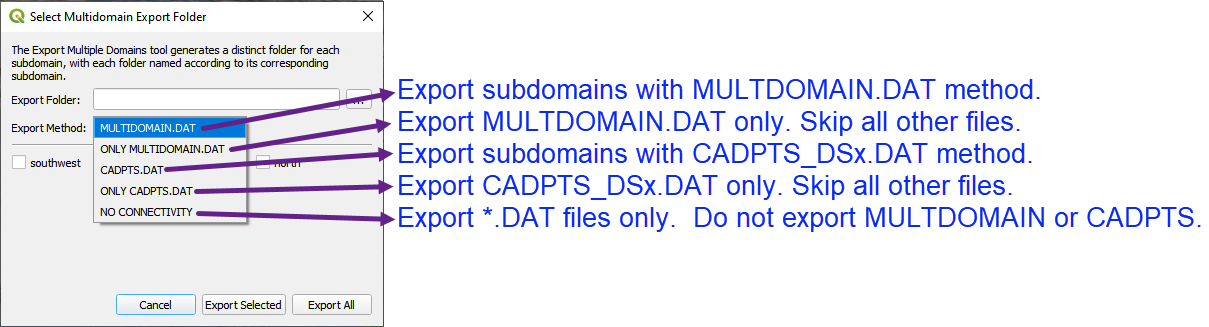 Select Multidomain Export Folder
The Export Multiple Domains tool generates a distinct folder for each
subdomain, with each folder named according to its corresponding
subdomain.
Export Folder:
Export Method: MULTIDOMAIN.DAT
ONLY MULTIDOMAIN.DAT
CADPTS.DAT
ONLY CADPTS.DAT
NO CONNECTIVITY
southwest
north
Cancel Export Selected Export All
Export subdomains with MULTDOMAIN.DAT method.
Export MULTDOMAIN.DAT only. Skip all other files.
Export subdomains with CADPTS_DSx.DAT method.
Export CADPTS_DSx.DAT only. Skip all other files.
Export *.DAT files only. Do not export MULTDOMAIN or CADPTS.